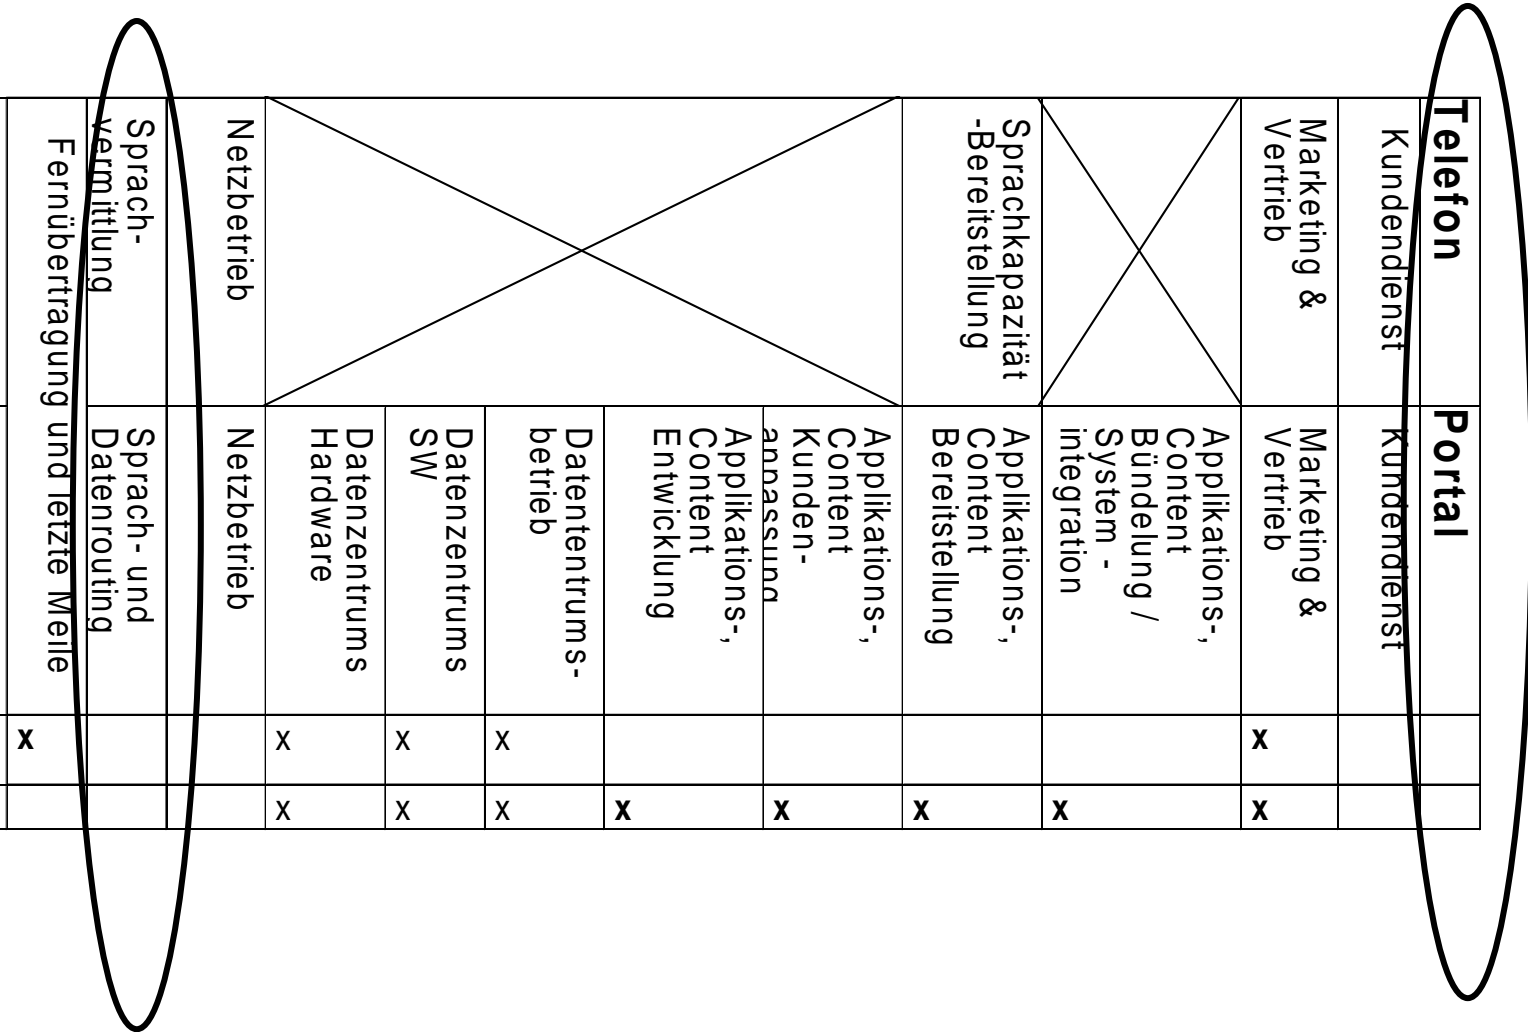 Telefon
Portal
Kundendienst
Kundendienst
Marketing &
Vertrieb
Marketing &
Vertrieb
x
x
Applikations-,
Content
Bündelung /
System -
integration
x
Sprachkapazität
-Bereitstellung
Applikations-,
Content
Bereitstellung
x
Applikations-,
Content
Kunden-
anpassung
x
Applikations-,
Content
Entwicklung
x
Datententrums-
betrieb
x
x
Datenzentrums
SW
x
x
Datenzentrums
Hardware
x
x
Netzbetrieb
Netzbetrieb
Sprach-
vermittlung
Sprach- und
Datenrouting
Fernübertragung und letzte Meile
x